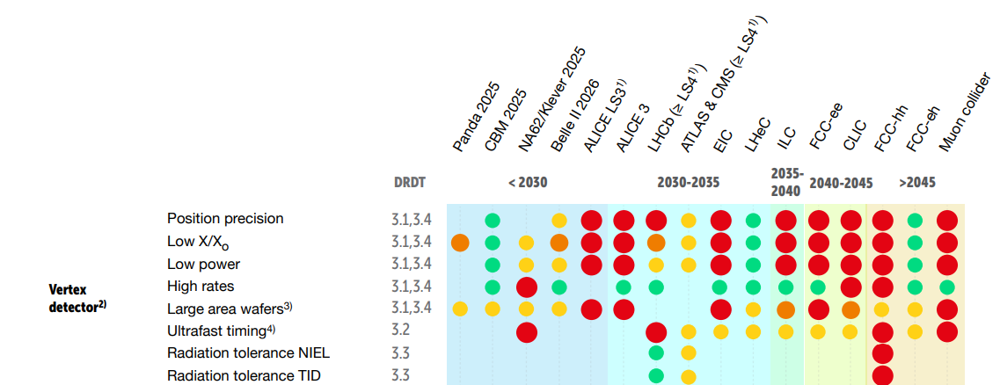 Panda 2025
CBM 2025
NA62/Klever 2025
Belle II 2026
ALICE LS3¹⁾
ALICE 3
LHCb (≥ LS4¹⁾)
ATLAS & CMS (≥ LS4¹⁾)
EIC
LHeC
ILC
FCC-ee
CLIC
FCC-hh
FCC-eh
Muon collider
DRDT
< 2030
2030-2035
2035-
2040
2040-2045
>2045
Vertex
detector²⁾
Position precision 3.1,3.4
Low X/Xₒ 3.1,3.4
Low power 3.1,3.4
High rates 3.1,3.4
Large area wafers³⁾ 3.1,3.4
Ultrafast timing⁴⁾ 3.2
Radiation tolerance NIEL 3.3
Radiation tolerance TID 3.3